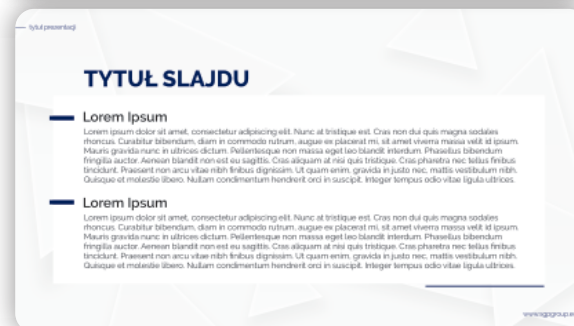 tytuł prezentacji
TYTUŁ SLAJDU
Lorem Ipsum
Lorem ipsum dolor sit amet, consectetur adipiscing elit. Nunc at tristique est. Cras non dui quis magna sodales
rhoncus. Curabitur bibendum, diam in commodo rutrum, augue ex placerat eros, a maximus massa velit id ipsum.
Mauris gravida nunc in ultrices dictum. Pellentesque non massa eget leo blandit interdum. Phasellus bibendum
fringilla auctor. Aenean blandit non est eu sagittis. Cras aliquam at nisi quis tristique. Cras pharetra nec tellus finibus
tincidunt. Praesent non arcu vitae nibh finibus dignissim. Ut quam enim, gravida in justo nec, mattis vestibulum nibh.
Quisque et molestie libero. Nullam condimentum hendrerit orci in suscipit. Integer tempus odio vitae ligula ultrices.
Lorem Ipsum
Lorem ipsum dolor sit amet, consectetur adipiscing elit. Nunc at tristique est. Cras non dui quis magna sodales
rhoncus. Curabitur bibendum, diam in commodo rutrum, augue ex placerat eros, a maximus massa velit id ipsum.
Mauris gravida nunc in ultrices dictum. Pellentesque non massa eget leo blandit interdum. Phasellus bibendum
fringilla auctor. Aenean blandit non est eu sagittis. Cras aliquam at nisi quis tristique. Cras pharetra nec tellus finibus
tincidunt. Praesent non arcu vitae nibh finibus dignissim. Ut quam enim, gravida in justo nec, mattis vestibulum nibh.
Quisque et molestie libero. Nullam condimentum hendrerit orci in suscipit. Integer tempus odio vitae ligula ultrices.